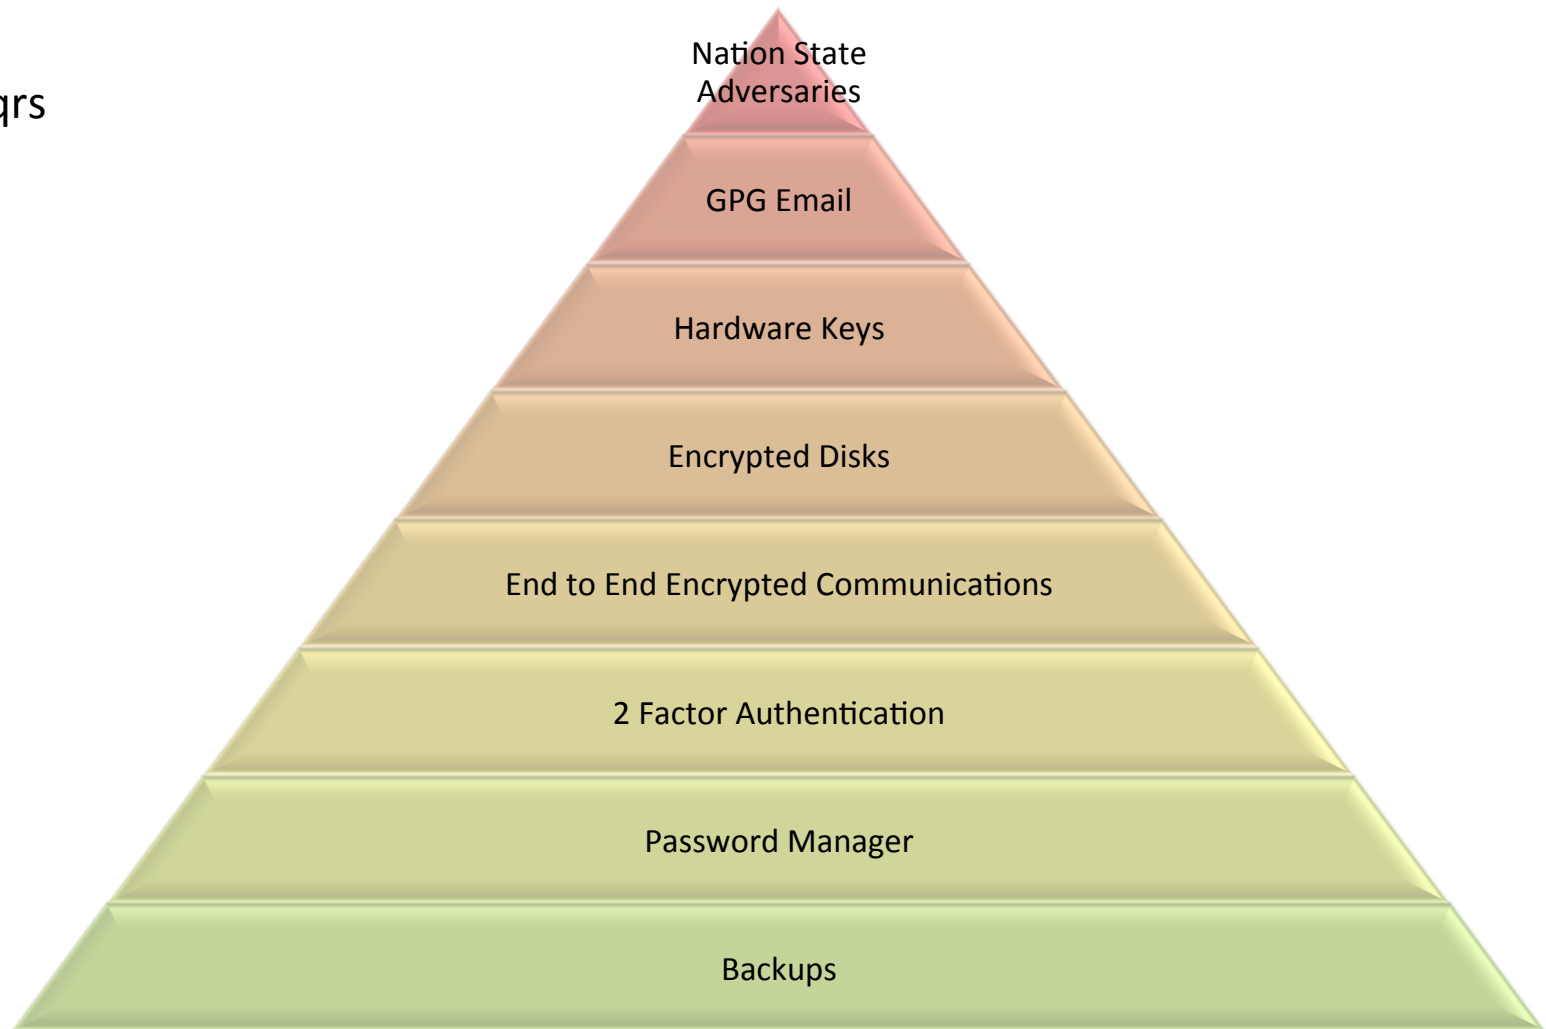 Nation State
Adversaries
qrs
GPG Email
Hardware Keys
Encrypted Disks
End to End Encrypted Communications
2 Factor Authentication
Password Manager
Backups